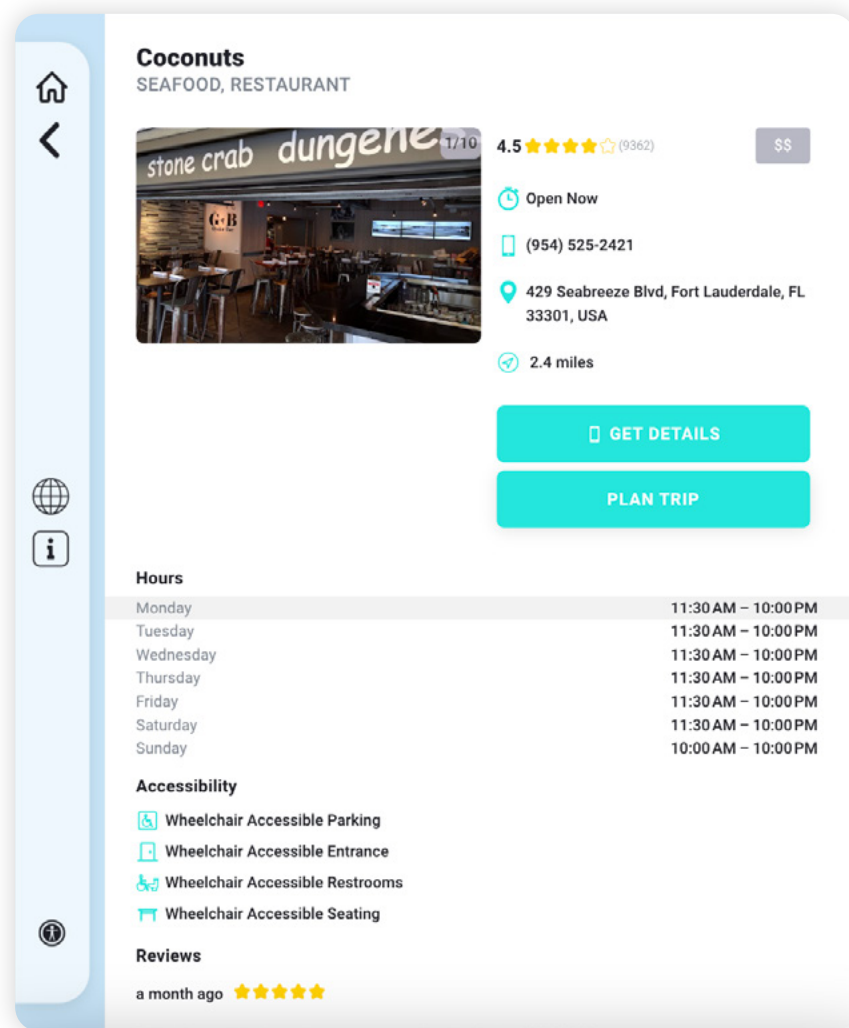 Coconuts
SEAFOOD, RESTAURANT
stone crab dungenes
1/10
G&B
4.5
(9362)
$$
Open Now
(954) 525-2421
429 Seabreeze Blvd, Fort Lauderdale, FL
33301, USA
2.4 miles
GET DETAILS
PLAN TRIP
i
Hours
Monday 11:30 AM – 10:00 PM
Tuesday 11:30 AM – 10:00 PM
Wednesday 11:30 AM – 10:00 PM
Thursday 11:30 AM – 10:00 PM
Friday 11:30 AM – 10:00 PM
Saturday 11:30 AM – 10:00 PM
Sunday 10:00 AM – 10:00 PM
Accessibility
Wheelchair Accessible Parking
Wheelchair Accessible Entrance
Wheelchair Accessible Restrooms
Wheelchair Accessible Seating
Reviews
a month ago